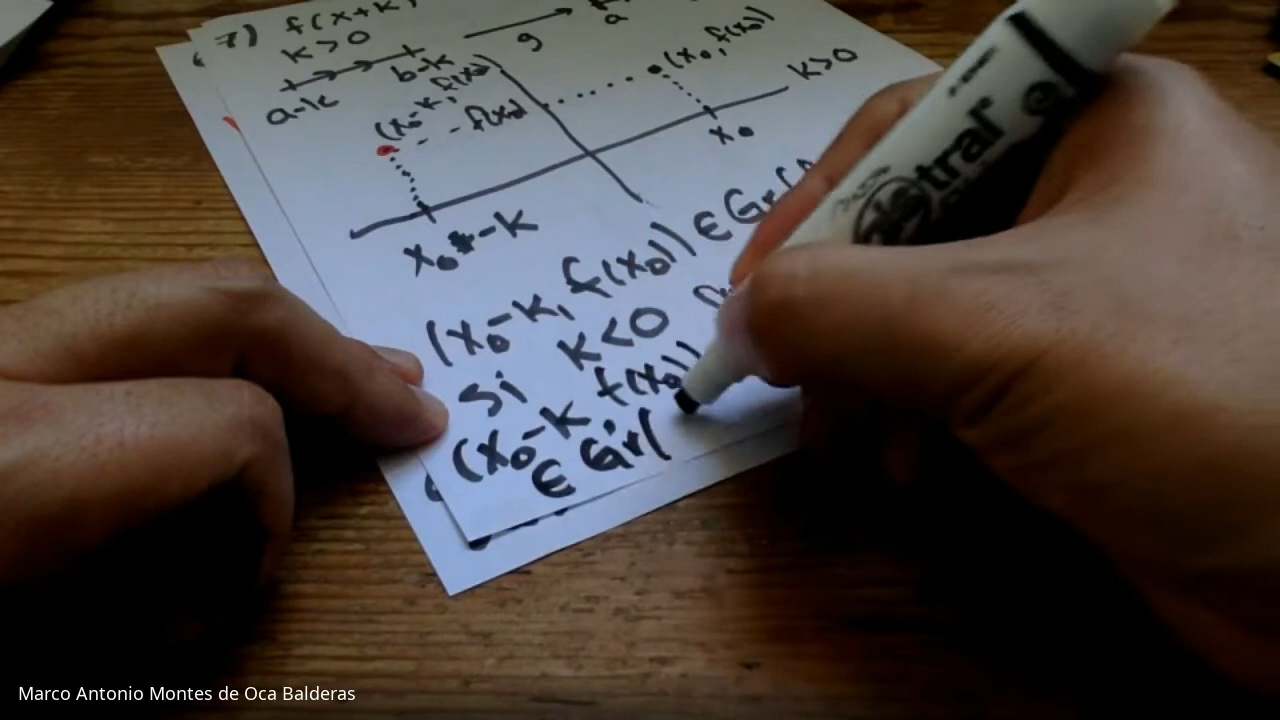 7) f(x+k)
k > 0
a-k b-k
g a
(x₀-k, f(x₀)) (x₀, f(x₀))
f(x₀) k>0
x₀
x₀-k
(x₀-k, f(x₀)) ∈ Gr(
si k<0
(x₀-k f(x₀))
∈ Gr(
tral
Marco Antonio Montes de Oca Balderas